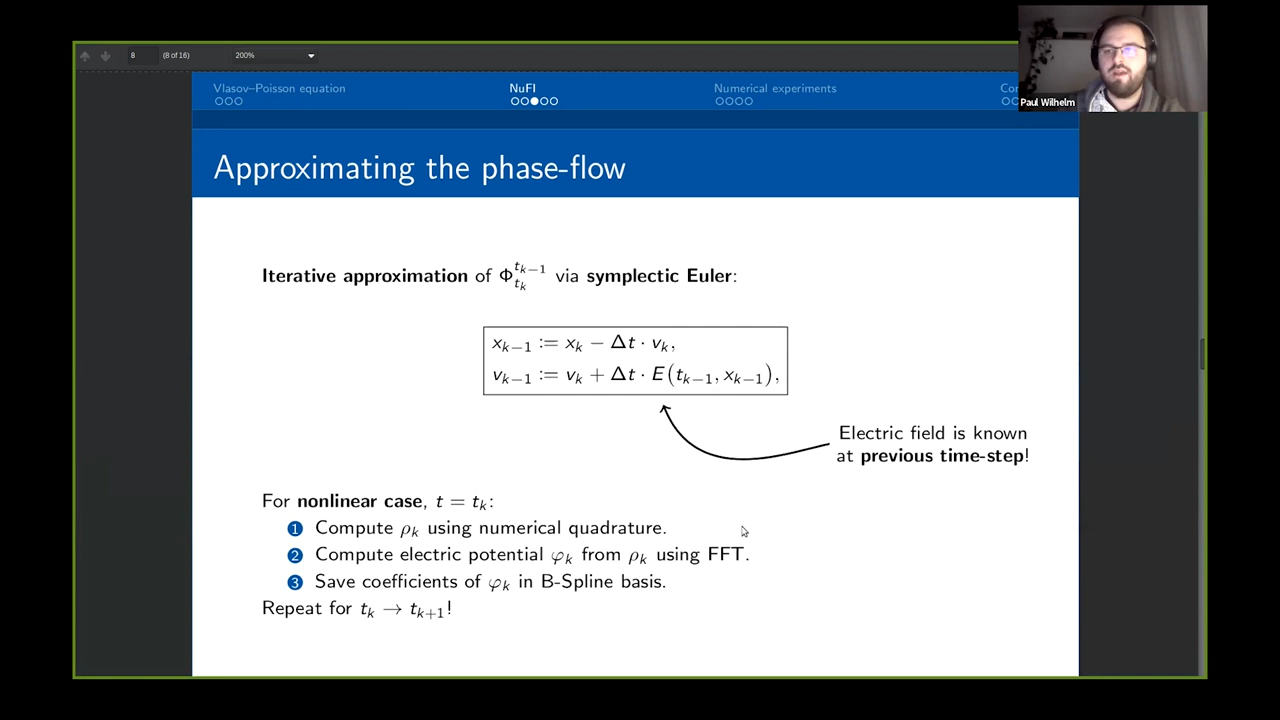 8 (8 of 16) 200%
Paul Wilhelm
Vlasov–Poisson equation NuFI Numerical experiments
Approximating the phase-flow
Iterative approximation of Φ_{t_k}^{t_{k−1}} via symplectic Euler:
x_{k−1} := x_k − Δt · v_k,
v_{k−1} := v_k + Δt · E(t_{k−1}, x_{k−1}),
Electric field is known
at previous time-step!
For nonlinear case, t = t_k:
1 Compute ρ_k using numerical quadrature.
2 Compute electric potential φ_k from ρ_k using FFT.
3 Save coefficients of φ_k in B-Spline basis.
Repeat for t_k → t_{k+1}!